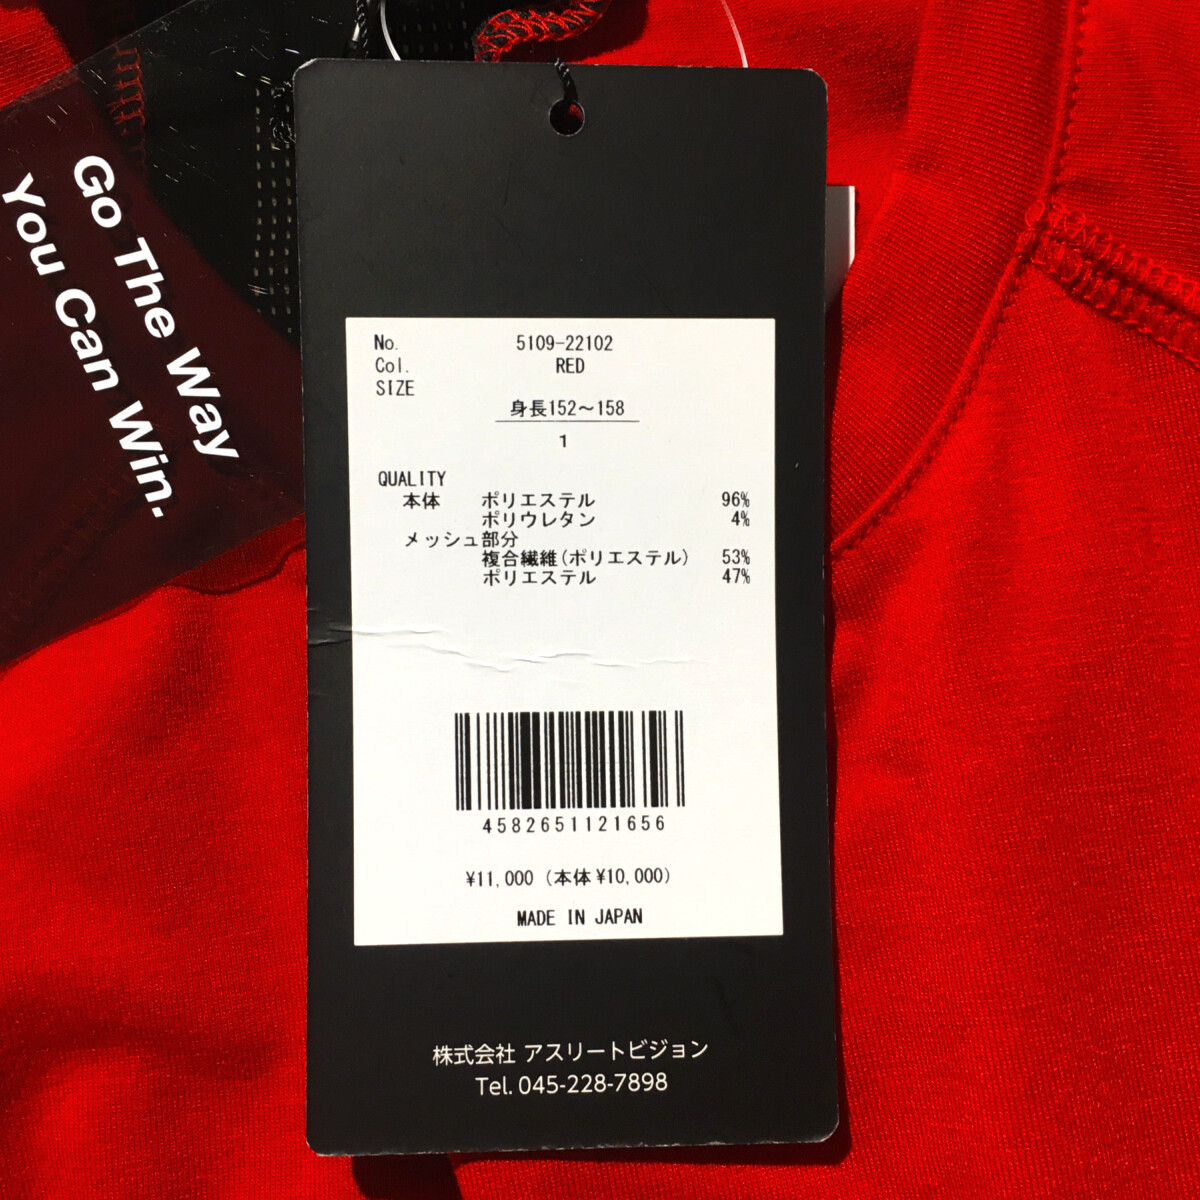 Go The Way
You Can Win.
No. 5109-22102
Col. RED
SIZE
身長152～158
1
QUALITY
本体 ポリエステル 96%
ポリウレタン 4%
メッシュ部分
複合繊維(ポリエステル) 53%
ポリエステル 47%
4582651121656
¥11,000 (本体¥10,000)
MADE IN JAPAN
株式会社 アスリートビジョン
Tel. 045-228-7898